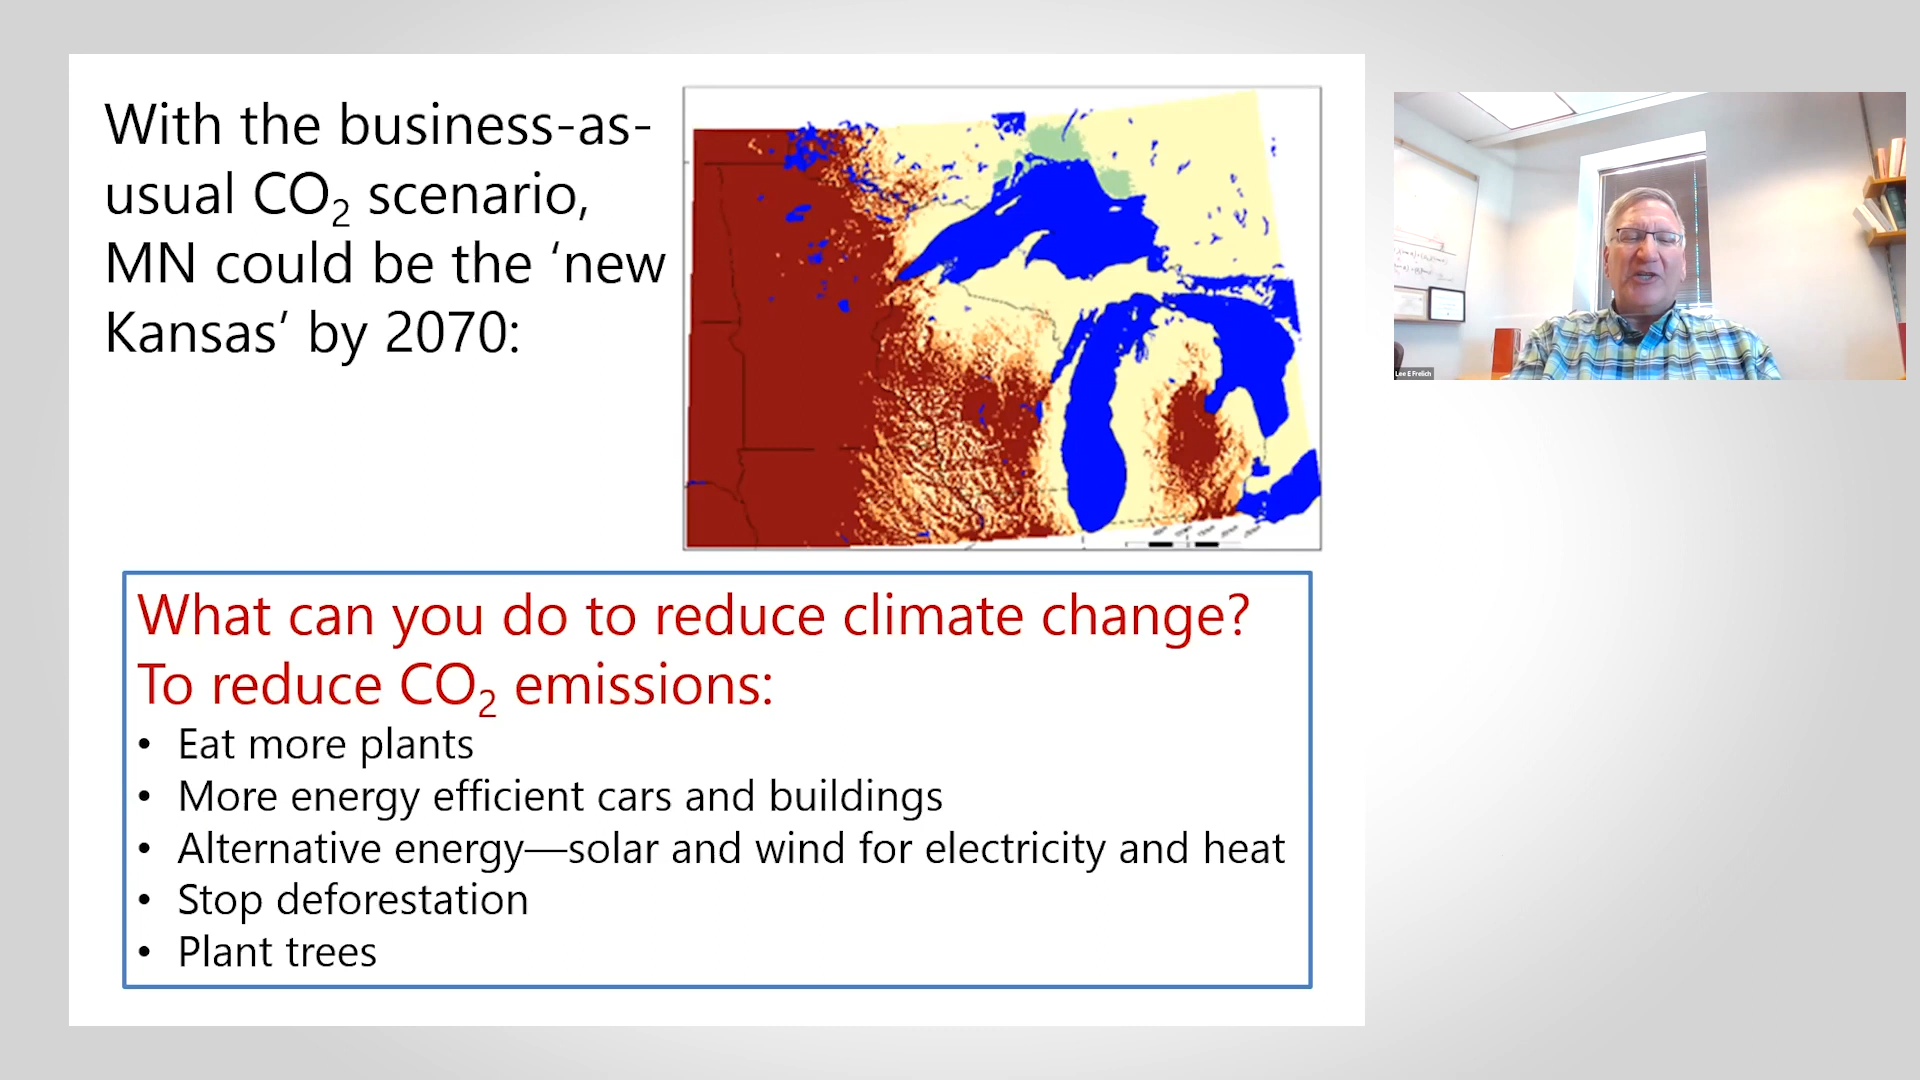 With the business-as-
usual CO₂ scenario,
MN could be the ‘new
Kansas’ by 2070:
What can you do to reduce climate change?
To reduce CO₂ emissions:
• Eat more plants
• More energy efficient cars and buildings
• Alternative energy—solar and wind for electricity and heat
• Stop deforestation
• Plant trees
Lee E Frelich